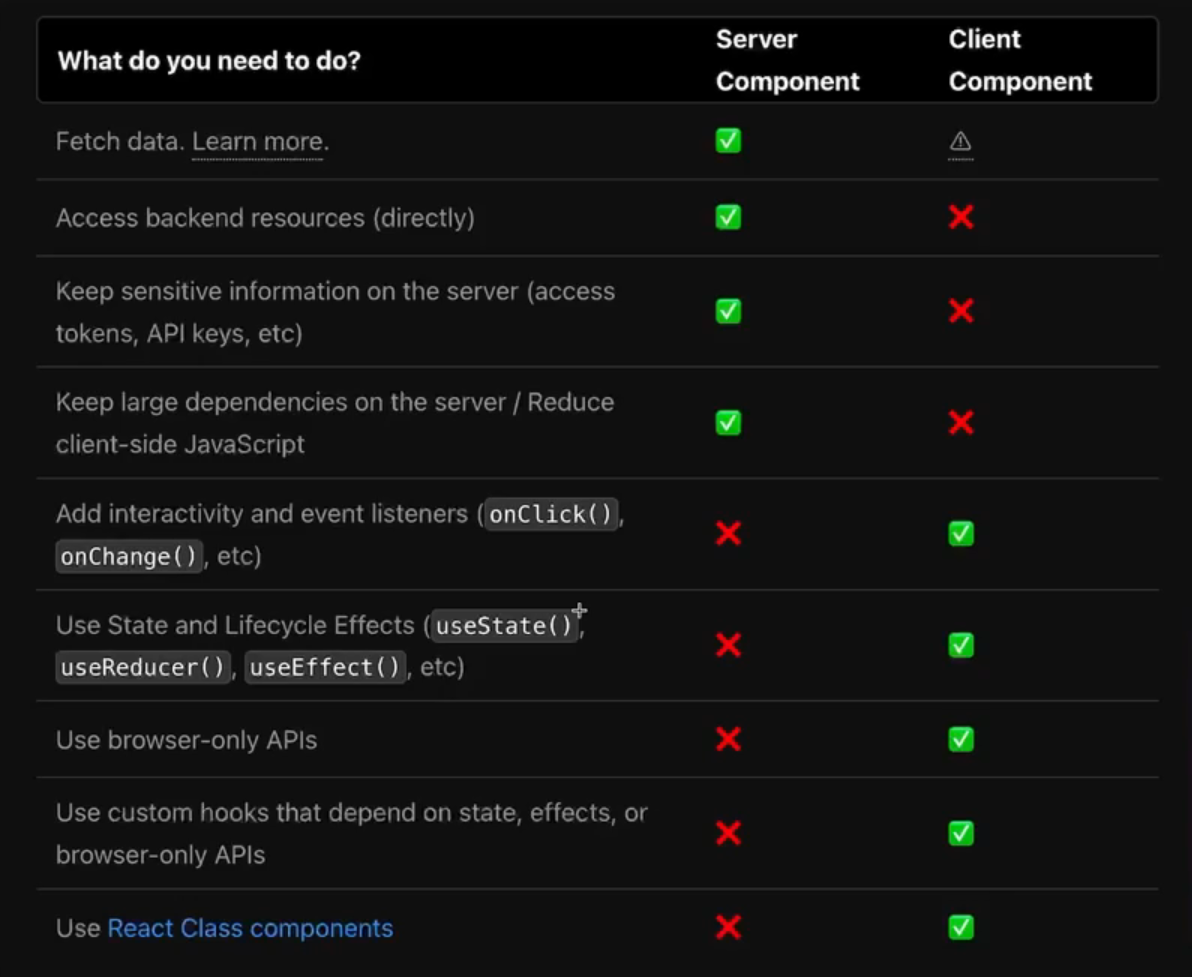 What do you need to do?
Server
Component
Client
Component
Fetch data. Learn more.
Access backend resources (directly)
Keep sensitive information on the server (access
tokens, API keys, etc)
Keep large dependencies on the server / Reduce
client-side JavaScript
Add interactivity and event listeners (onClick(),
onChange(), etc)
Use State and Lifecycle Effects (useState(),
useReducer(), useEffect(), etc)
Use browser-only APIs
Use custom hooks that depend on state, effects, or
browser-only APIs
Use React Class components